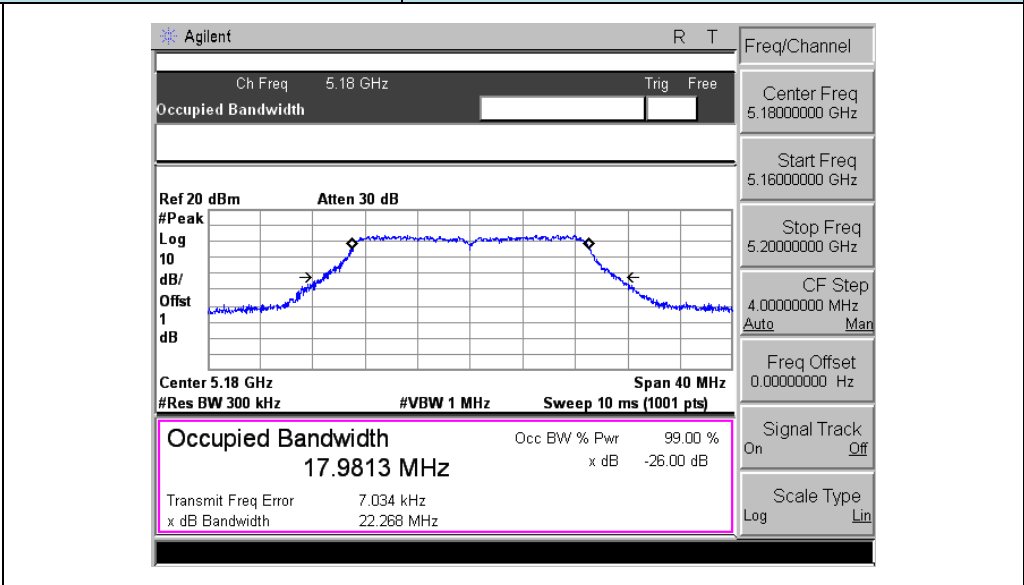 Agilent R T
Ch Freq 5.18 GHz Trig Free
Occupied Bandwidth
Ref 20 dBm Atten 30 dB
#Peak
Log
10
dB/
Offst
1
dB
Center 5.18 GHz Span 40 MHz
#Res BW 300 kHz #VBW 1 MHz Sweep 10 ms (1001 pts)
Occupied Bandwidth
17.9813 MHz
Occ BW % Pwr 99.00 %
x dB -26.00 dB
Transmit Freq Error 7.034 kHz
x dB Bandwidth 22.268 MHz
Freq/Channel
Center Freq
5.18000000 GHz
Start Freq
5.16000000 GHz
Stop Freq
5.20000000 GHz
CF Step
4.00000000 MHz
Auto Man
Freq Offset
0.00000000 Hz
Signal Track
On Off
Scale Type
Log Lin